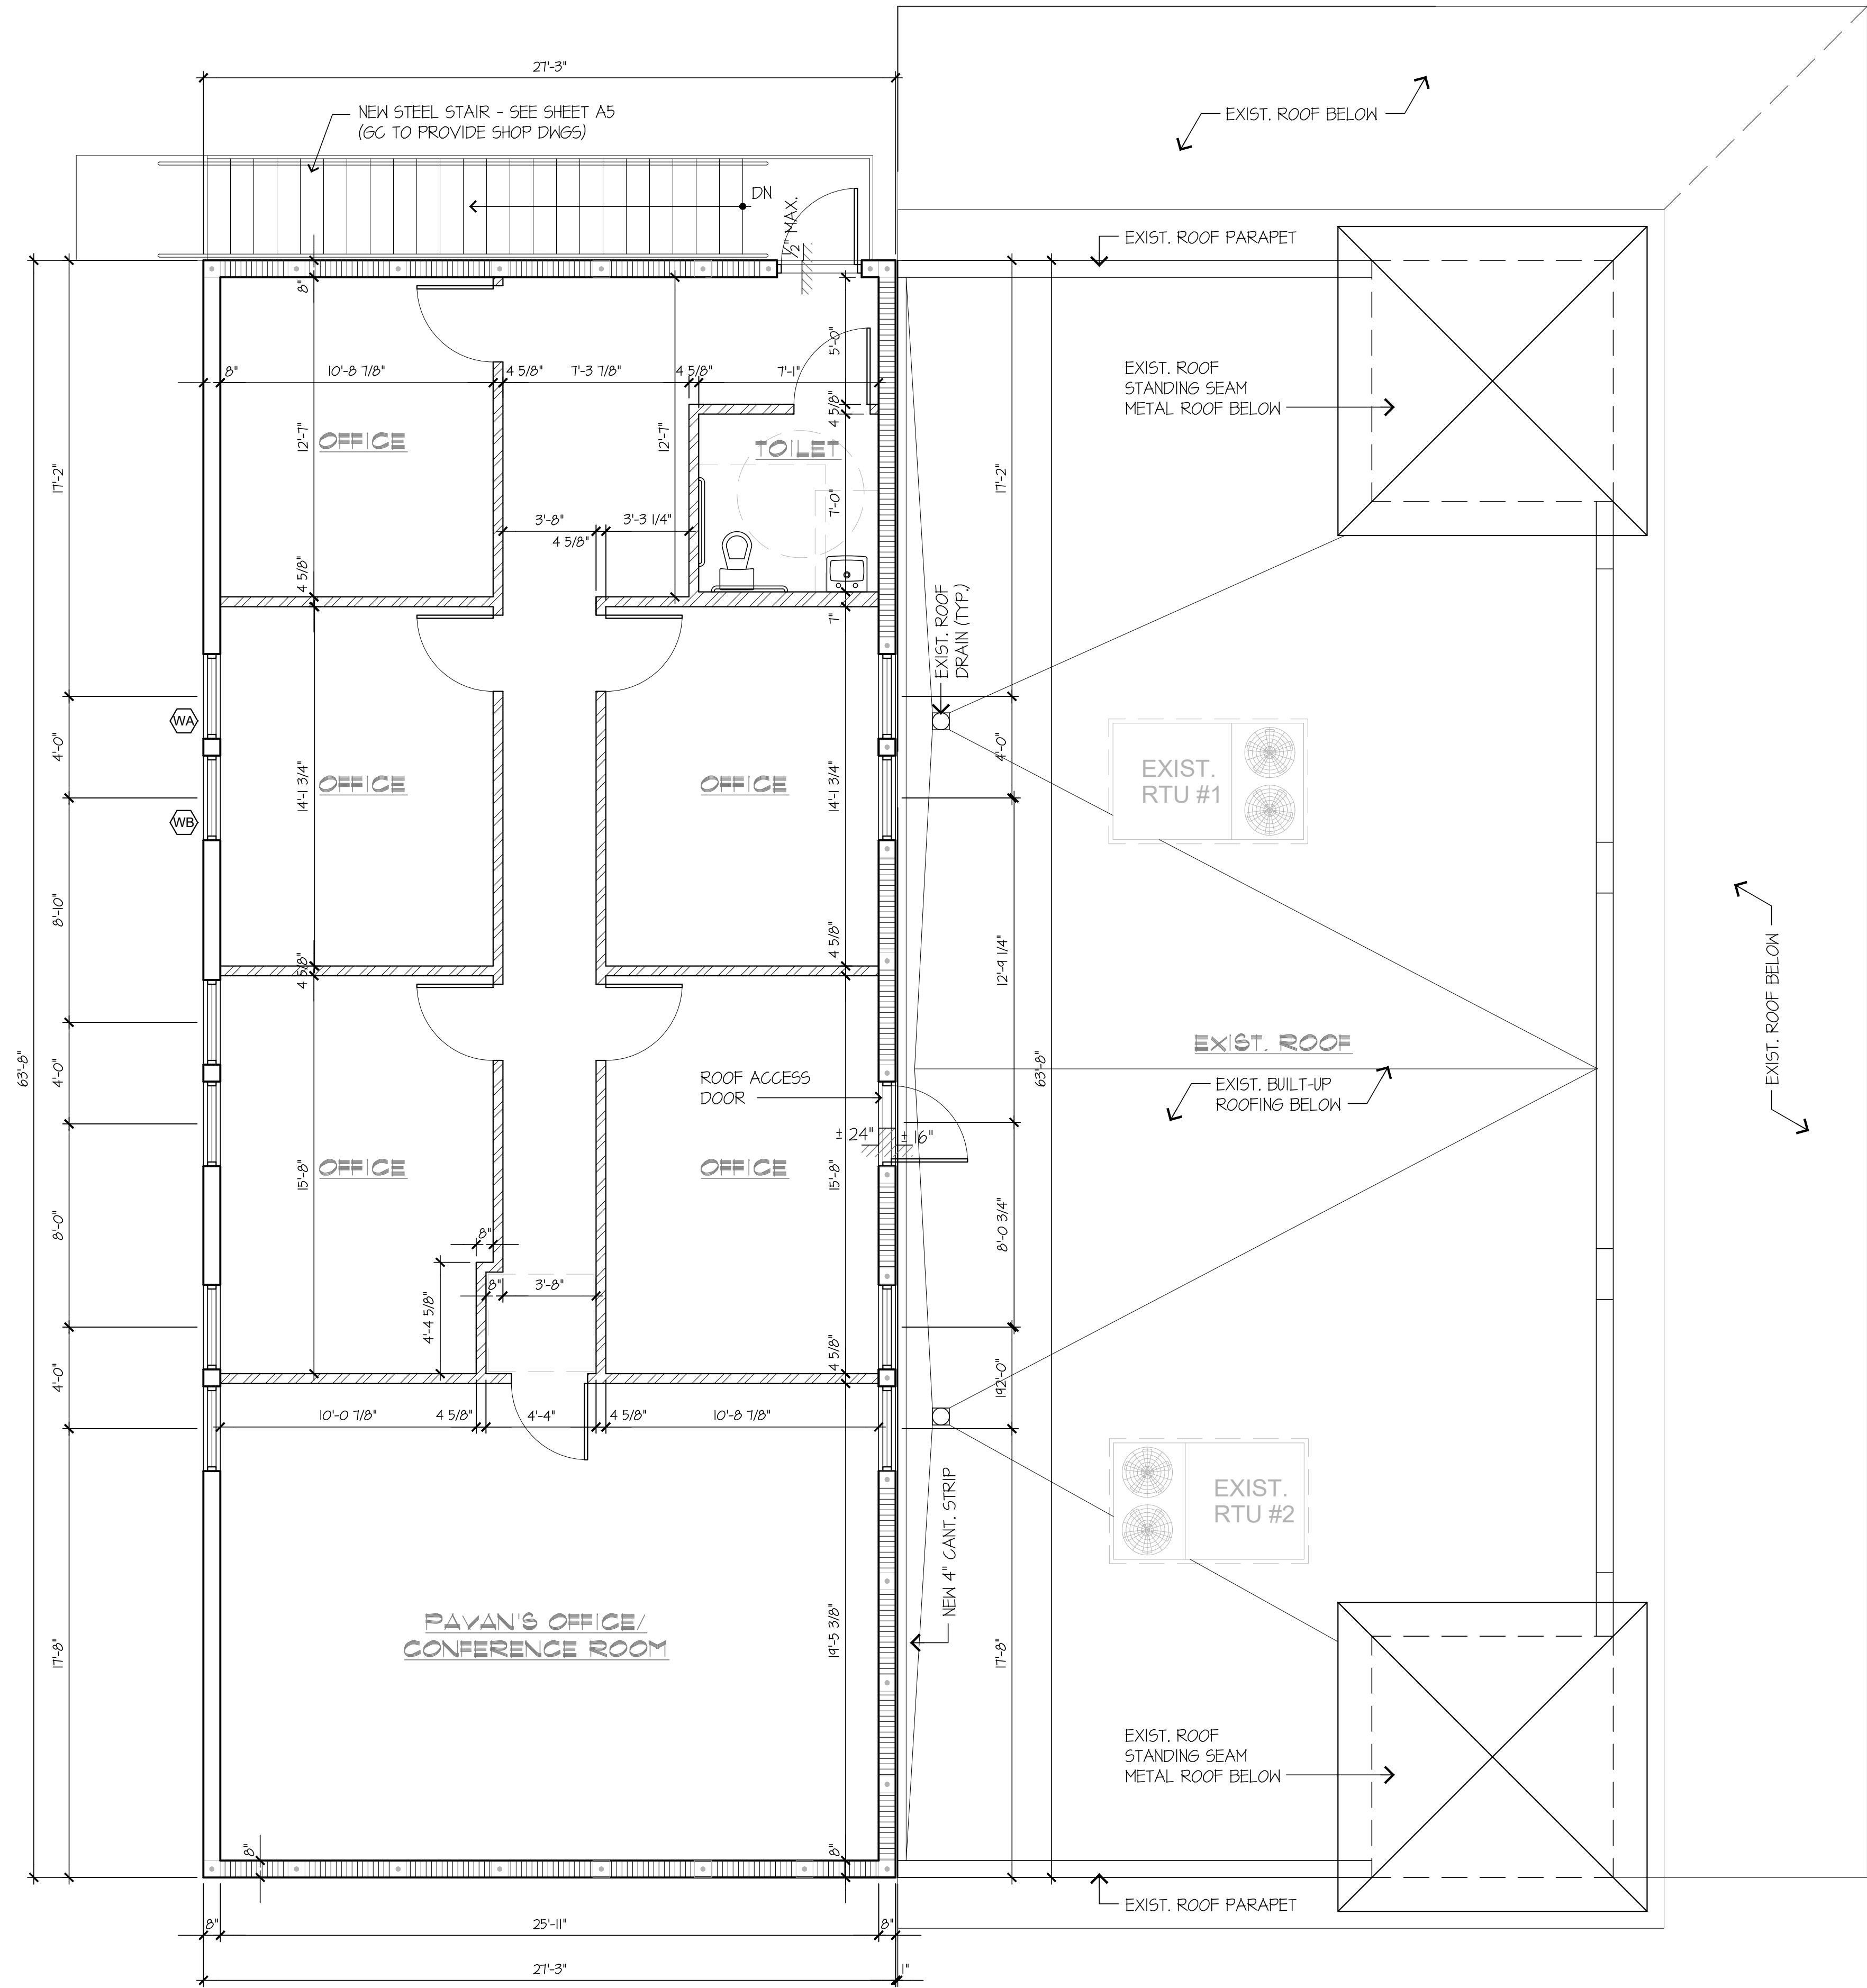 27'-3"
NEW STEEL STAIR - SEE SHEET A5
(GC TO PROVIDE SHOP DWGS)
EXIST. ROOF BELOW
DN
1/2" MAX.
EXIST. ROOF PARAPET
8"
5'-0"
EXIST. ROOF
STANDING SEAM
METAL ROOF BELOW
8"
10'-8 7/8"
4 5/8"
7'-3 7/8"
4 5/8"
7'-1"
4 5/8"
17'-2"
12'-7"
OFFICE
12'-7"
TOILET
17'-2"
7'-0"
3'-8"
4 5/8"
3'-3 1/4"
4 5/8"
7"
EXIST. ROOF
DRAIN (TYP.)
WA
4'-0"
14'-1 3/4"
OFFICE
OFFICE
14'-1 3/4"
4'-0"
EXIST.
RTU #1
WB
8'-10"
4 5/8"
4 5/8"
12'-9 1/4"
EXIST. ROOF BELOW
63'-8"
4'-0"
ROOF ACCESS
DOOR
63'-8"
EXIST. ROOF
EXIST. BUILT-UP
ROOFING BELOW
± 24"
± 16"
15'-8"
OFFICE
OFFICE
15'-8"
8'-0"
8'-0 3/4"
8"
8"
3'-8"
4'-4 5/8"
4 5/8"
4'-0"
192'-0"
10'-0 7/8"
4 5/8"
4'-4"
4 5/8"
10'-8 7/8"
EXIST.
RTU #2
NEW 4" CANT. STRIP
17'-8"
PAVAN'S OFFICE/
CONFERENCE ROOM
19'-5 3/8"
17'-8"
EXIST. ROOF
STANDING SEAM
METAL ROOF BELOW
8"
8"
EXIST. ROOF PARAPET
8"
25'-11"
8"
27'-3"
1"